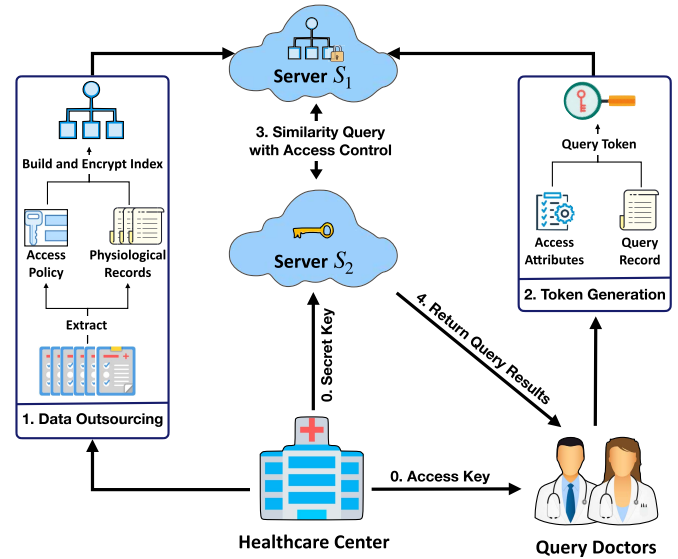 Server S₁
3. Similarity Query
with Access Control
Server S₂
Build and Encrypt Index
Access
Policy
Physiological
Records
Extract
1. Data Outsourcing
Query Token
Access
Attributes
Query
Record
2. Token Generation
0. Secret Key
4. Return Query Results
0. Access Key
Healthcare Center
Query Doctors